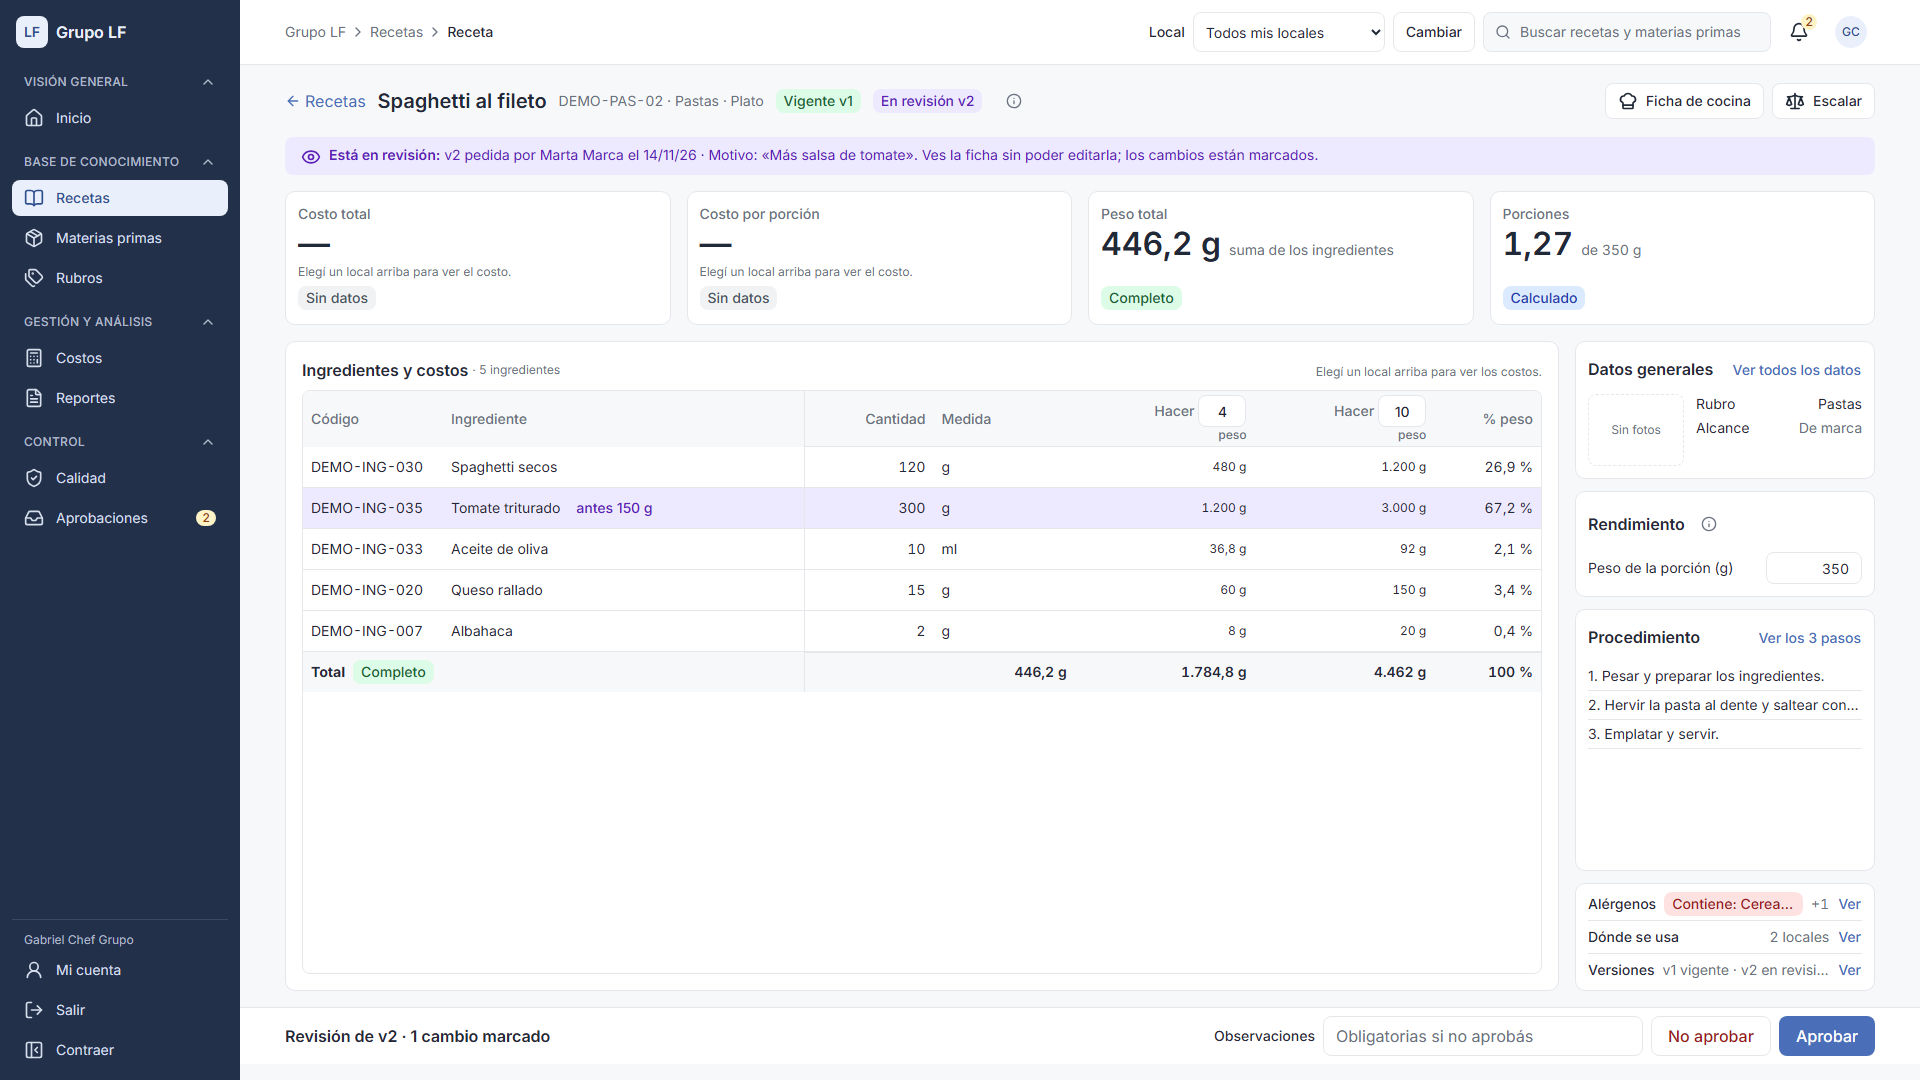 LF Grupo LF
VISIÓN GENERAL
Inicio
BASE DE CONOCIMIENTO
Recetas
Materias primas
Rubros
GESTIÓN Y ANÁLISIS
Costos
Reportes
CONTROL
Calidad
Aprobaciones 2
Gabriel Chef Grupo
Mi cuenta
Salir
Contraer
Grupo LF > Recetas > Receta
Local Todos mis locales Cambiar Buscar recetas y materias primas 2 GC
← Recetas Spaghetti al fileto DEMO-PAS-02 · Pastas · Plato Vigente v1 En revisión v2 Ficha de cocina Escalar
Está en revisión: v2 pedida por Marta Marca el 14/11/26 · Motivo: «Más salsa de tomate». Ves la ficha sin poder editarla; los cambios están marcados.
Costo total
—
Elegí un local arriba para ver el costo.
Sin datos
Costo por porción
—
Elegí un local arriba para ver el costo.
Sin datos
Peso total
446,2 g suma de los ingredientes
Completo
Porciones
1,27 de 350 g
Calculado
Ingredientes y costos · 5 ingredientes Elegí un local arriba para ver los costos.
Código Ingrediente Cantidad Medida Hacer 4 peso Hacer 10 peso % peso
DEMO-ING-030 Spaghetti secos 120 g 480 g 1.200 g 26,9 %
DEMO-ING-035 Tomate triturado antes 150 g 300 g 1.200 g 3.000 g 67,2 %
DEMO-ING-033 Aceite de oliva 10 ml 36,8 g 92 g 2,1 %
DEMO-ING-020 Queso rallado 15 g 60 g 150 g 3,4 %
DEMO-ING-007 Albahaca 2 g 8 g 20 g 0,4 %
Total Completo 446,2 g 1.784,8 g 4.462 g 100 %
Datos generales Ver todos los datos
Sin fotos
Rubro Pastas
Alcance De marca
Rendimiento
Peso de la porción (g) 350
Procedimiento Ver los 3 pasos
1. Pesar y preparar los ingredientes.
2. Hervir la pasta al dente y saltear con...
3. Emplatar y servir.
Alérgenos Contiene: Cerea... +1 Ver
Dónde se usa 2 locales Ver
Versiones v1 vigente · v2 en revisi... Ver
Revisión de v2 · 1 cambio marcado Observaciones Obligatorias si no aprobás No aprobar Aprobar